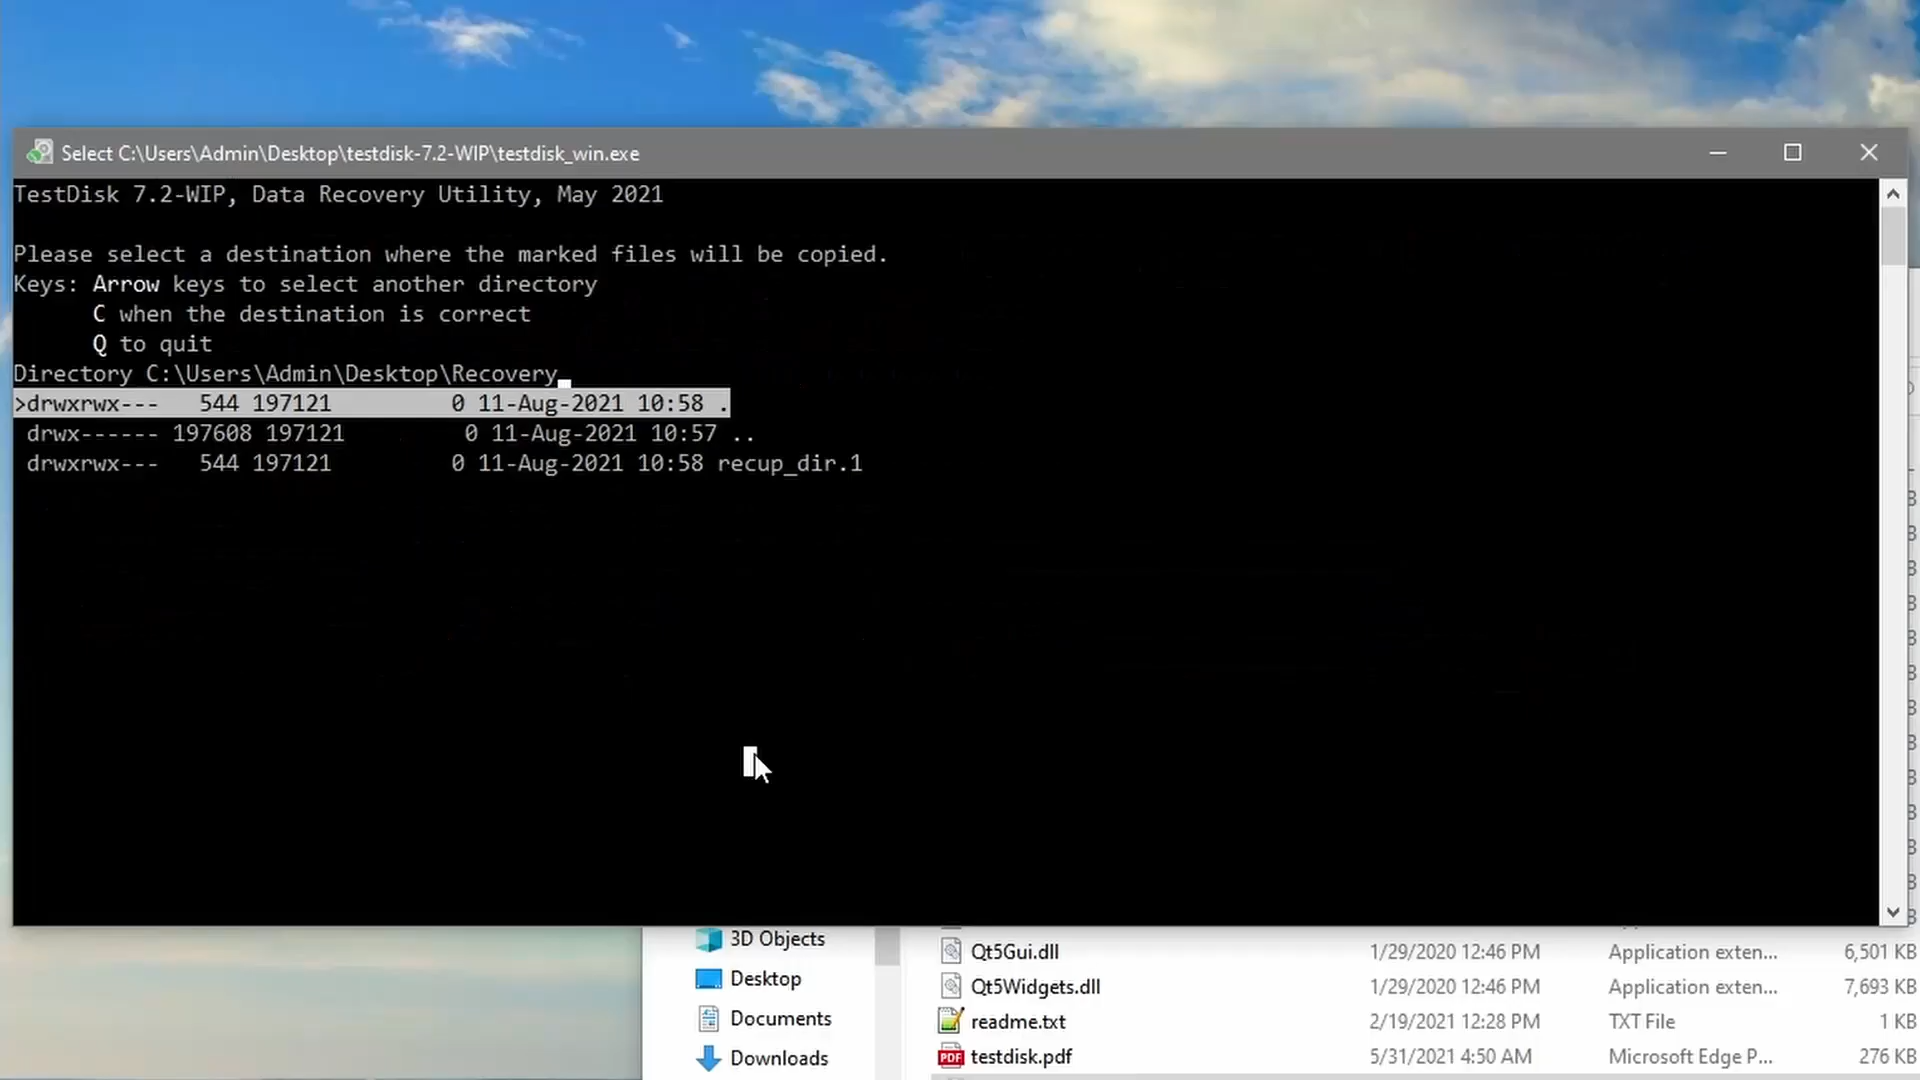 Select C:\Users\Admin\Desktop\testdisk-7.2-WIP\testdisk_win.exe
TestDisk 7.2-WIP, Data Recovery Utility, May 2021
Please select a destination where the marked files will be copied.
Keys: Arrow keys to select another directory
C when the destination is correct
Q to quit
Directory C:\Users\Admin\Desktop\Recovery
>drwxrwx--- 544 197121 0 11-Aug-2021 10:58 .
drwx------ 197608 197121 0 11-Aug-2021 10:57 ..
drwxrwx--- 544 197121 0 11-Aug-2021 10:58 recup_dir.1
3D Objects
Desktop
Documents
Downloads
Qt5Gui.dll 1/29/2020 12:46 PM Application exten... 6,501 KB
Qt5Widgets.dll 1/29/2020 12:46 PM Application exten... 7,693 KB
readme.txt 2/19/2021 12:28 PM TXT File 1 KB
PDF testdisk.pdf 5/31/2021 4:50 AM Microsoft Edge P... 276 KB